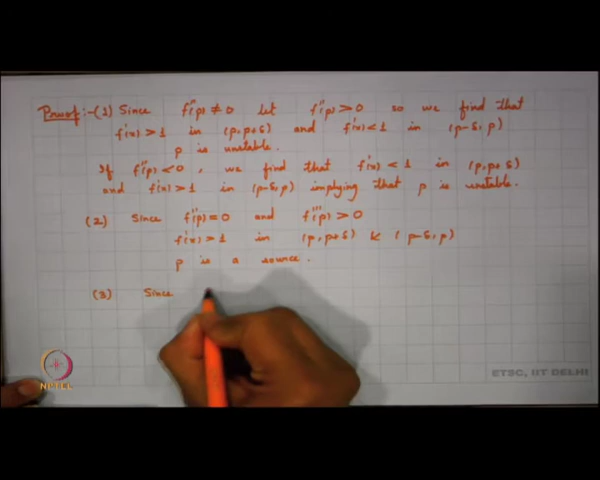 Proof:-(1) Since f''(p) ≠ 0 let f''(p) > 0 so we find that
f'(x) > 1 in (p, p+δ) and f'(x) < 1 in (p-δ, p)
p is unstable.
If f''(p) < 0, we find that f'(x) < 1 in (p, p+δ)
and f'(x) > 1 in (p-δ, p) implying that p is unstable.
(2) Since f''(p) = 0 and f'''(p) > 0
f'(x) > 1 in (p, p+δ) & (p-δ, p)
p is a source.
(3) Since
NPTEL
ETSC, IIT DELHI